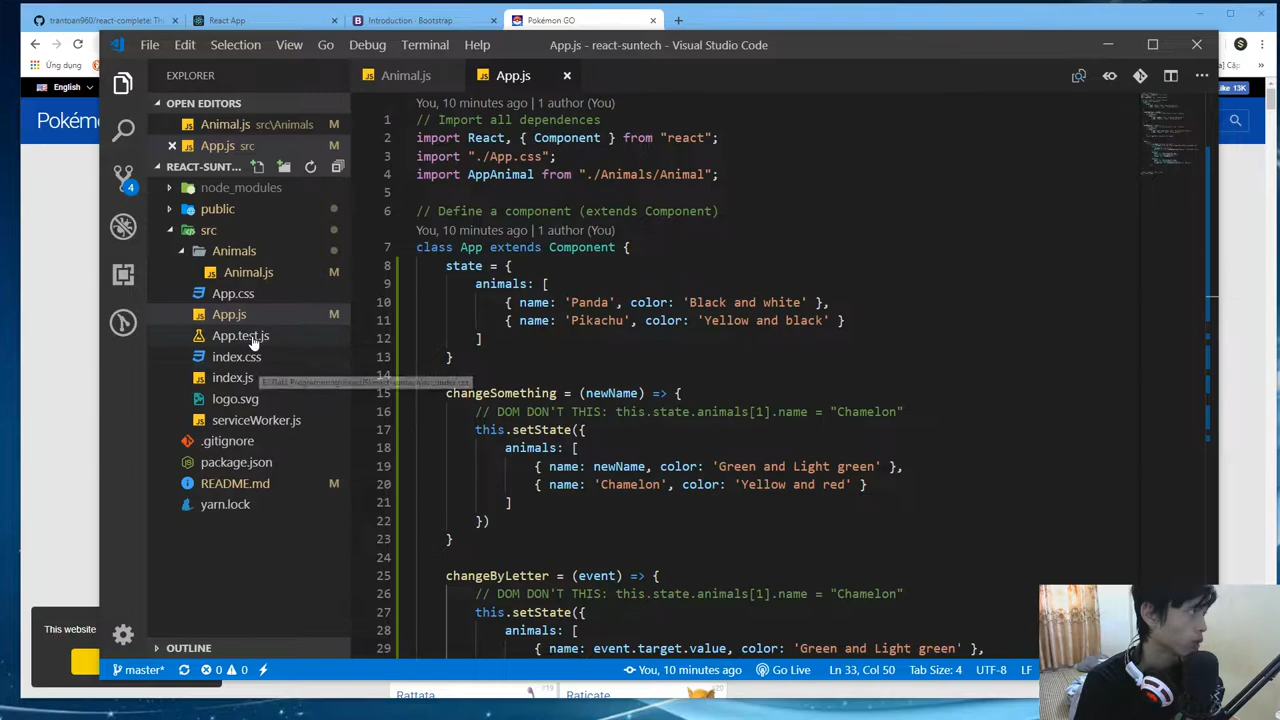 trantoan960/react-complete: Thi
React App
Introduction · Bootstrap
Pokémon GO
Ứng dụng
English
Pokémo
This website
Rattata
#19
Raticate
#20
ike 13K
File Edit Selection View Go Debug Terminal Help
App.js - react-suntech - Visual Studio Code
EXPLORER
OPEN EDITORS
Animal.js src\Animals
App.js src
REACT-SUNT...
node_modules
public
src
Animals
Animal.js M
App.css
App.js M
App.test.js
index.css
index.js
logo.svg
serviceWorker.js
.gitignore
package.json
README.md M
yarn.lock
OUTLINE
4
Animal.js
App.js
You, 10 minutes ago | 1 author (You)
1 // Import all dependences
2 import React, { Component } from "react";
3 import "./App.css";
4 import AppAnimal from "./Animals/Animal";
5
6 // Define a component (extends Component)
You, 10 minutes ago | 1 author (You)
7 class App extends Component {
8 state = {
9 animals: [
10 { name: 'Panda', color: 'Black and white' },
11 { name: 'Pikachu', color: 'Yellow and black' }
12 ]
13 }
14
15 changeSomething = (newName) => {
16 // DOM DON'T THIS: this.state.animals[1].name = "Chamelon"
17 this.setState({
18 animals: [
19 { name: newName, color: 'Green and Light green' },
20 { name: 'Chamelon', color: 'Yellow and red' }
21 ]
22 })
23 }
24
25 changeByLetter = (event) => {
26 // DOM DON'T THIS: this.state.animals[1].name = "Chamelon"
27 this.setState({
28 animals: [
29 { name: event.target.value, color: 'Green and Light green' },
master*
0 0
You, 10 minutes ago
Go Live
Ln 33, Col 50
Tab Size: 4
UTF-8
LF